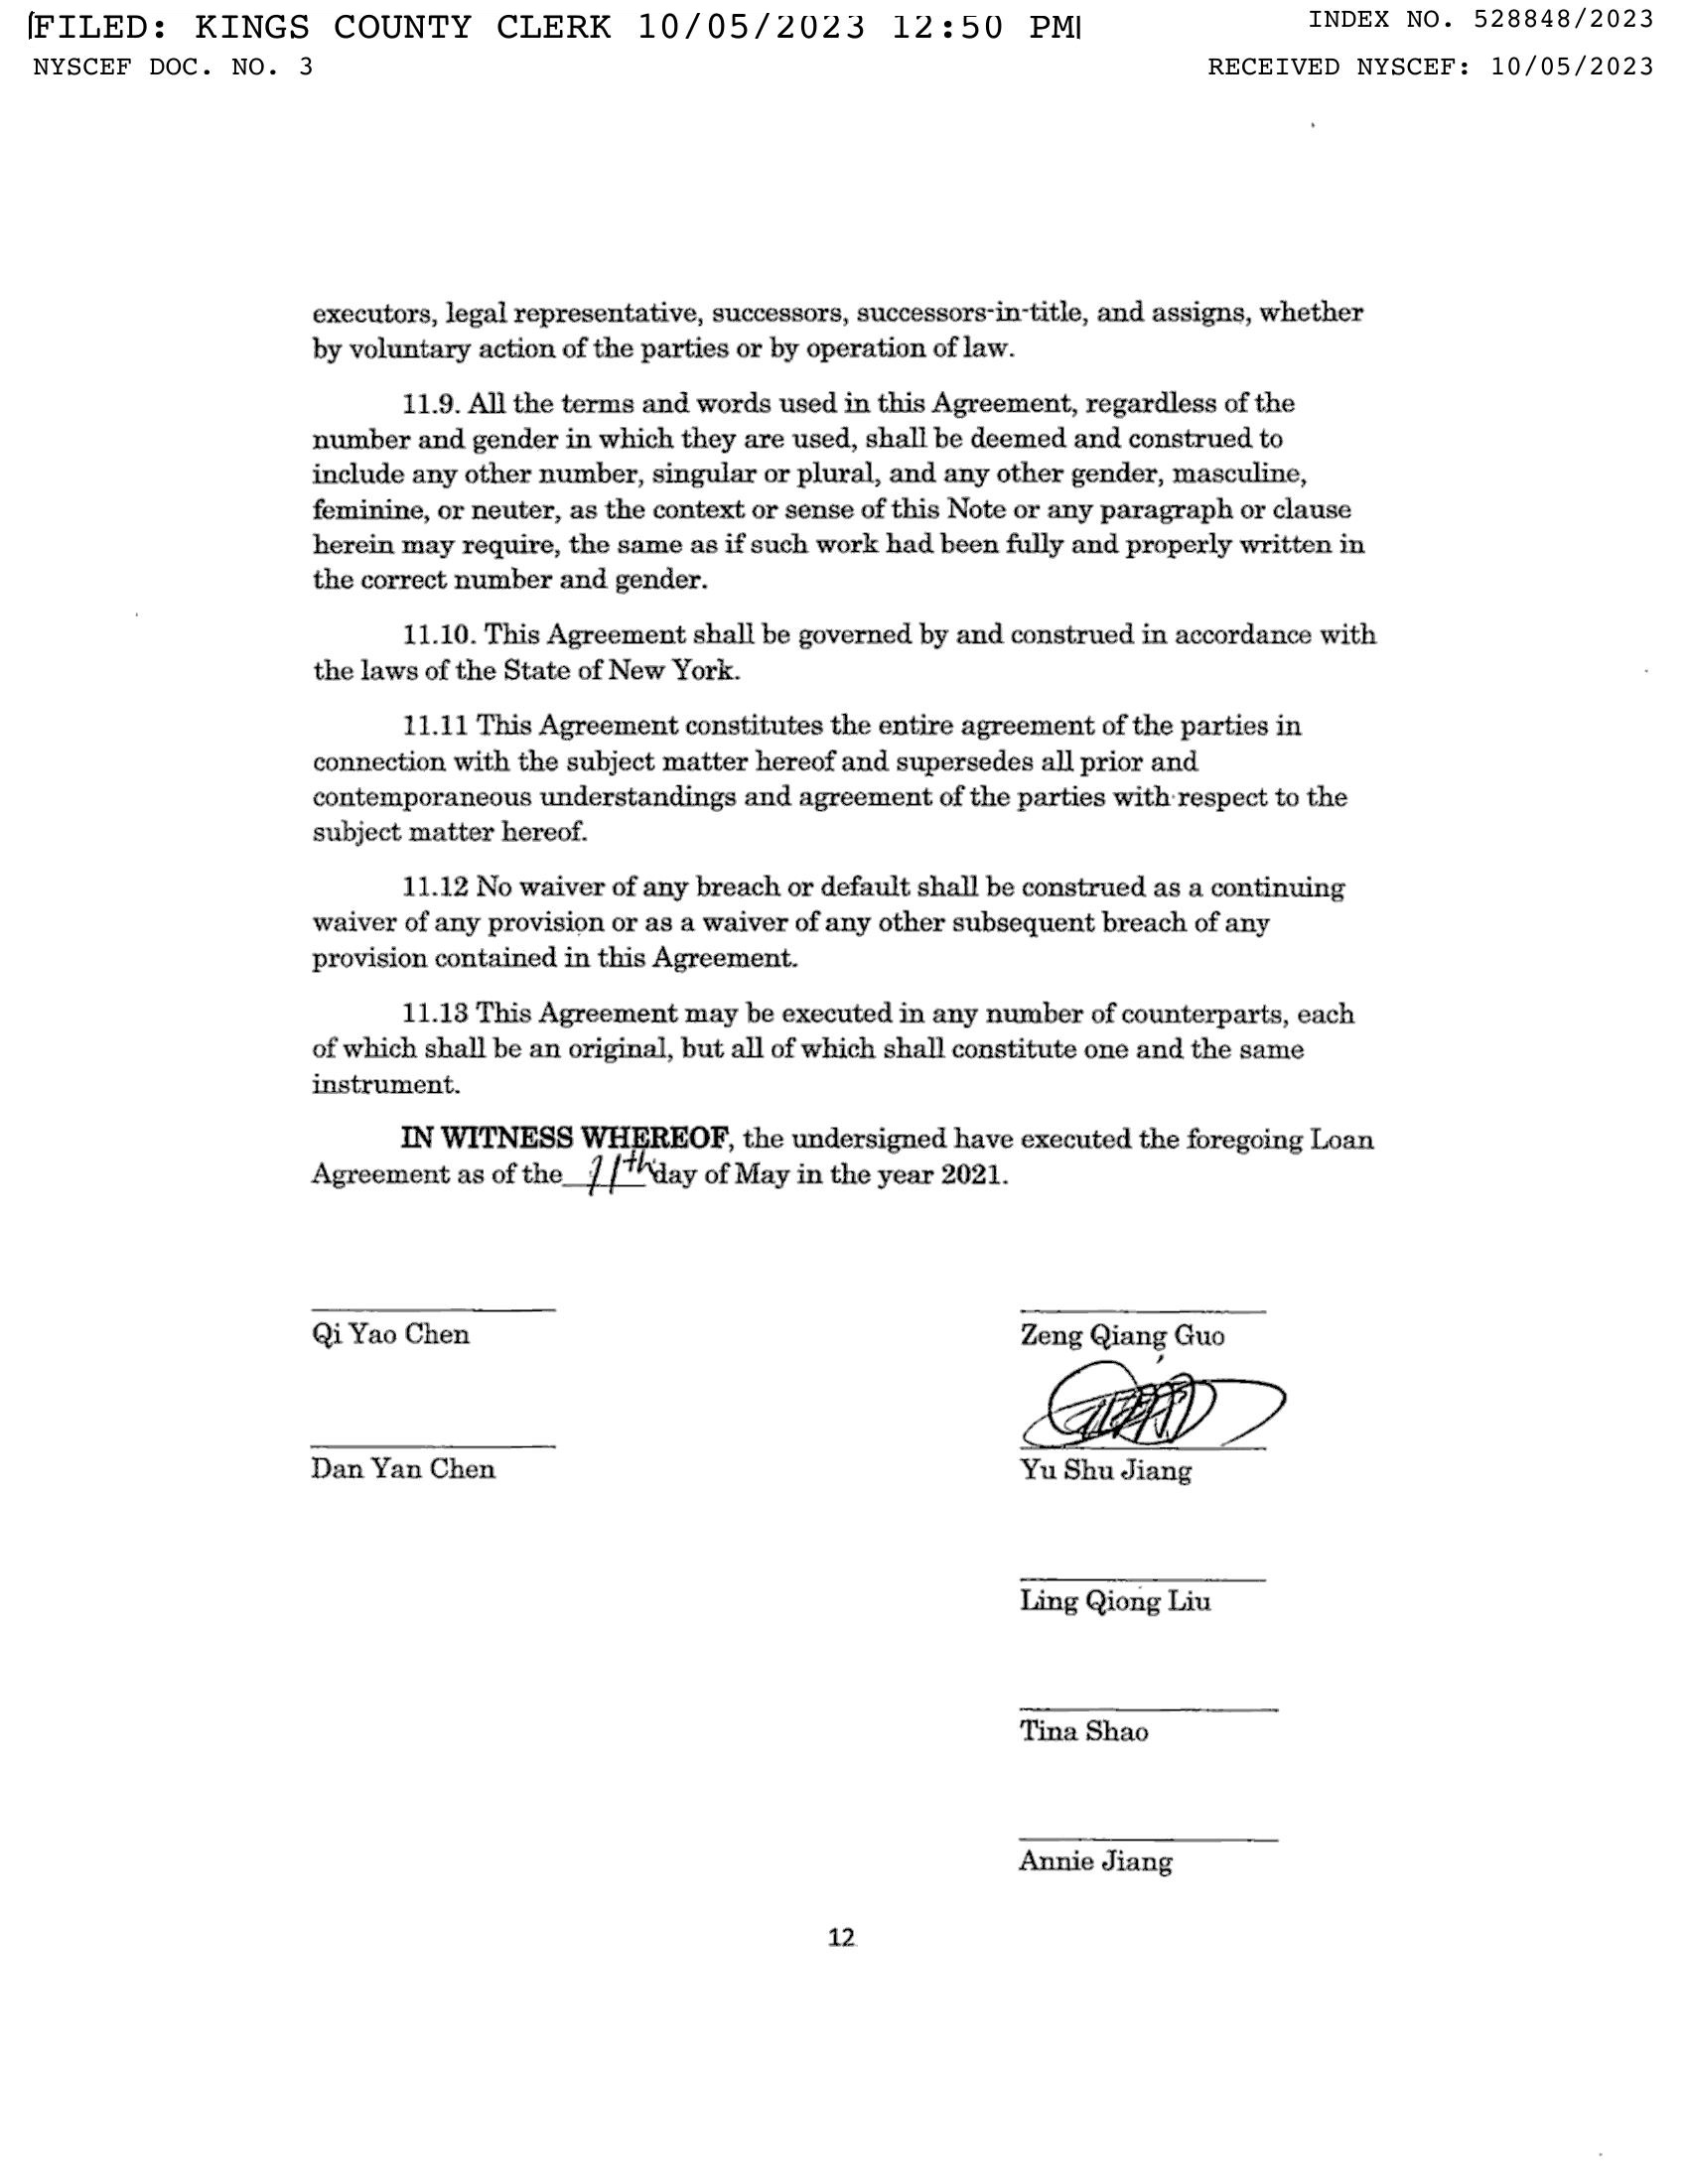 FILED: KINGS COUNTY CLERK 10/05/2023 12:50 PM
INDEX NO. 528848/2023
NYSCEF DOC. NO. 3
RECEIVED NYSCEF: 10/05/2023
executors, legal representative, successors, successors-in-title, and assigns, whether
by voluntary action of the parties or by operation of law.
11.9. All the terms and words used in this Agreement, regardless of the
number and gender in which they are used, shall be deemed and construed to
include any other number, singular or plural, and any other gender, masculine,
feminine, or neuter, as the context or sense of this Note or any paragraph or clause
herein may require, the same as if such work had been fully and properly written in
the correct number and gender.
11.10. This Agreement shall be governed by and construed in accordance with
the laws of the State of New York.
11.11 This Agreement constitutes the entire agreement of the parties in
connection with the subject matter hereof and supersedes all prior and
contemporaneous understandings and agreement of the parties with respect to the
subject matter hereof.
11.12 No waiver of any breach or default shall be construed as a continuing
waiver of any provision or as a waiver of any other subsequent breach of any
provision contained in this Agreement.
11.13 This Agreement may be executed in any number of counterparts, each
of which shall be an original, but all of which shall constitute one and the same
instrument.
IN WITNESS WHEREOF, the undersigned have executed the foregoing Loan
Agreement as of the 11th day of May in the year 2021.
Qi Yao Chen
Zeng Qiang Guo
Dan Yan Chen
Yu Shu Jiang
Ling Qiong Liu
Tina Shao
Annie Jiang
12